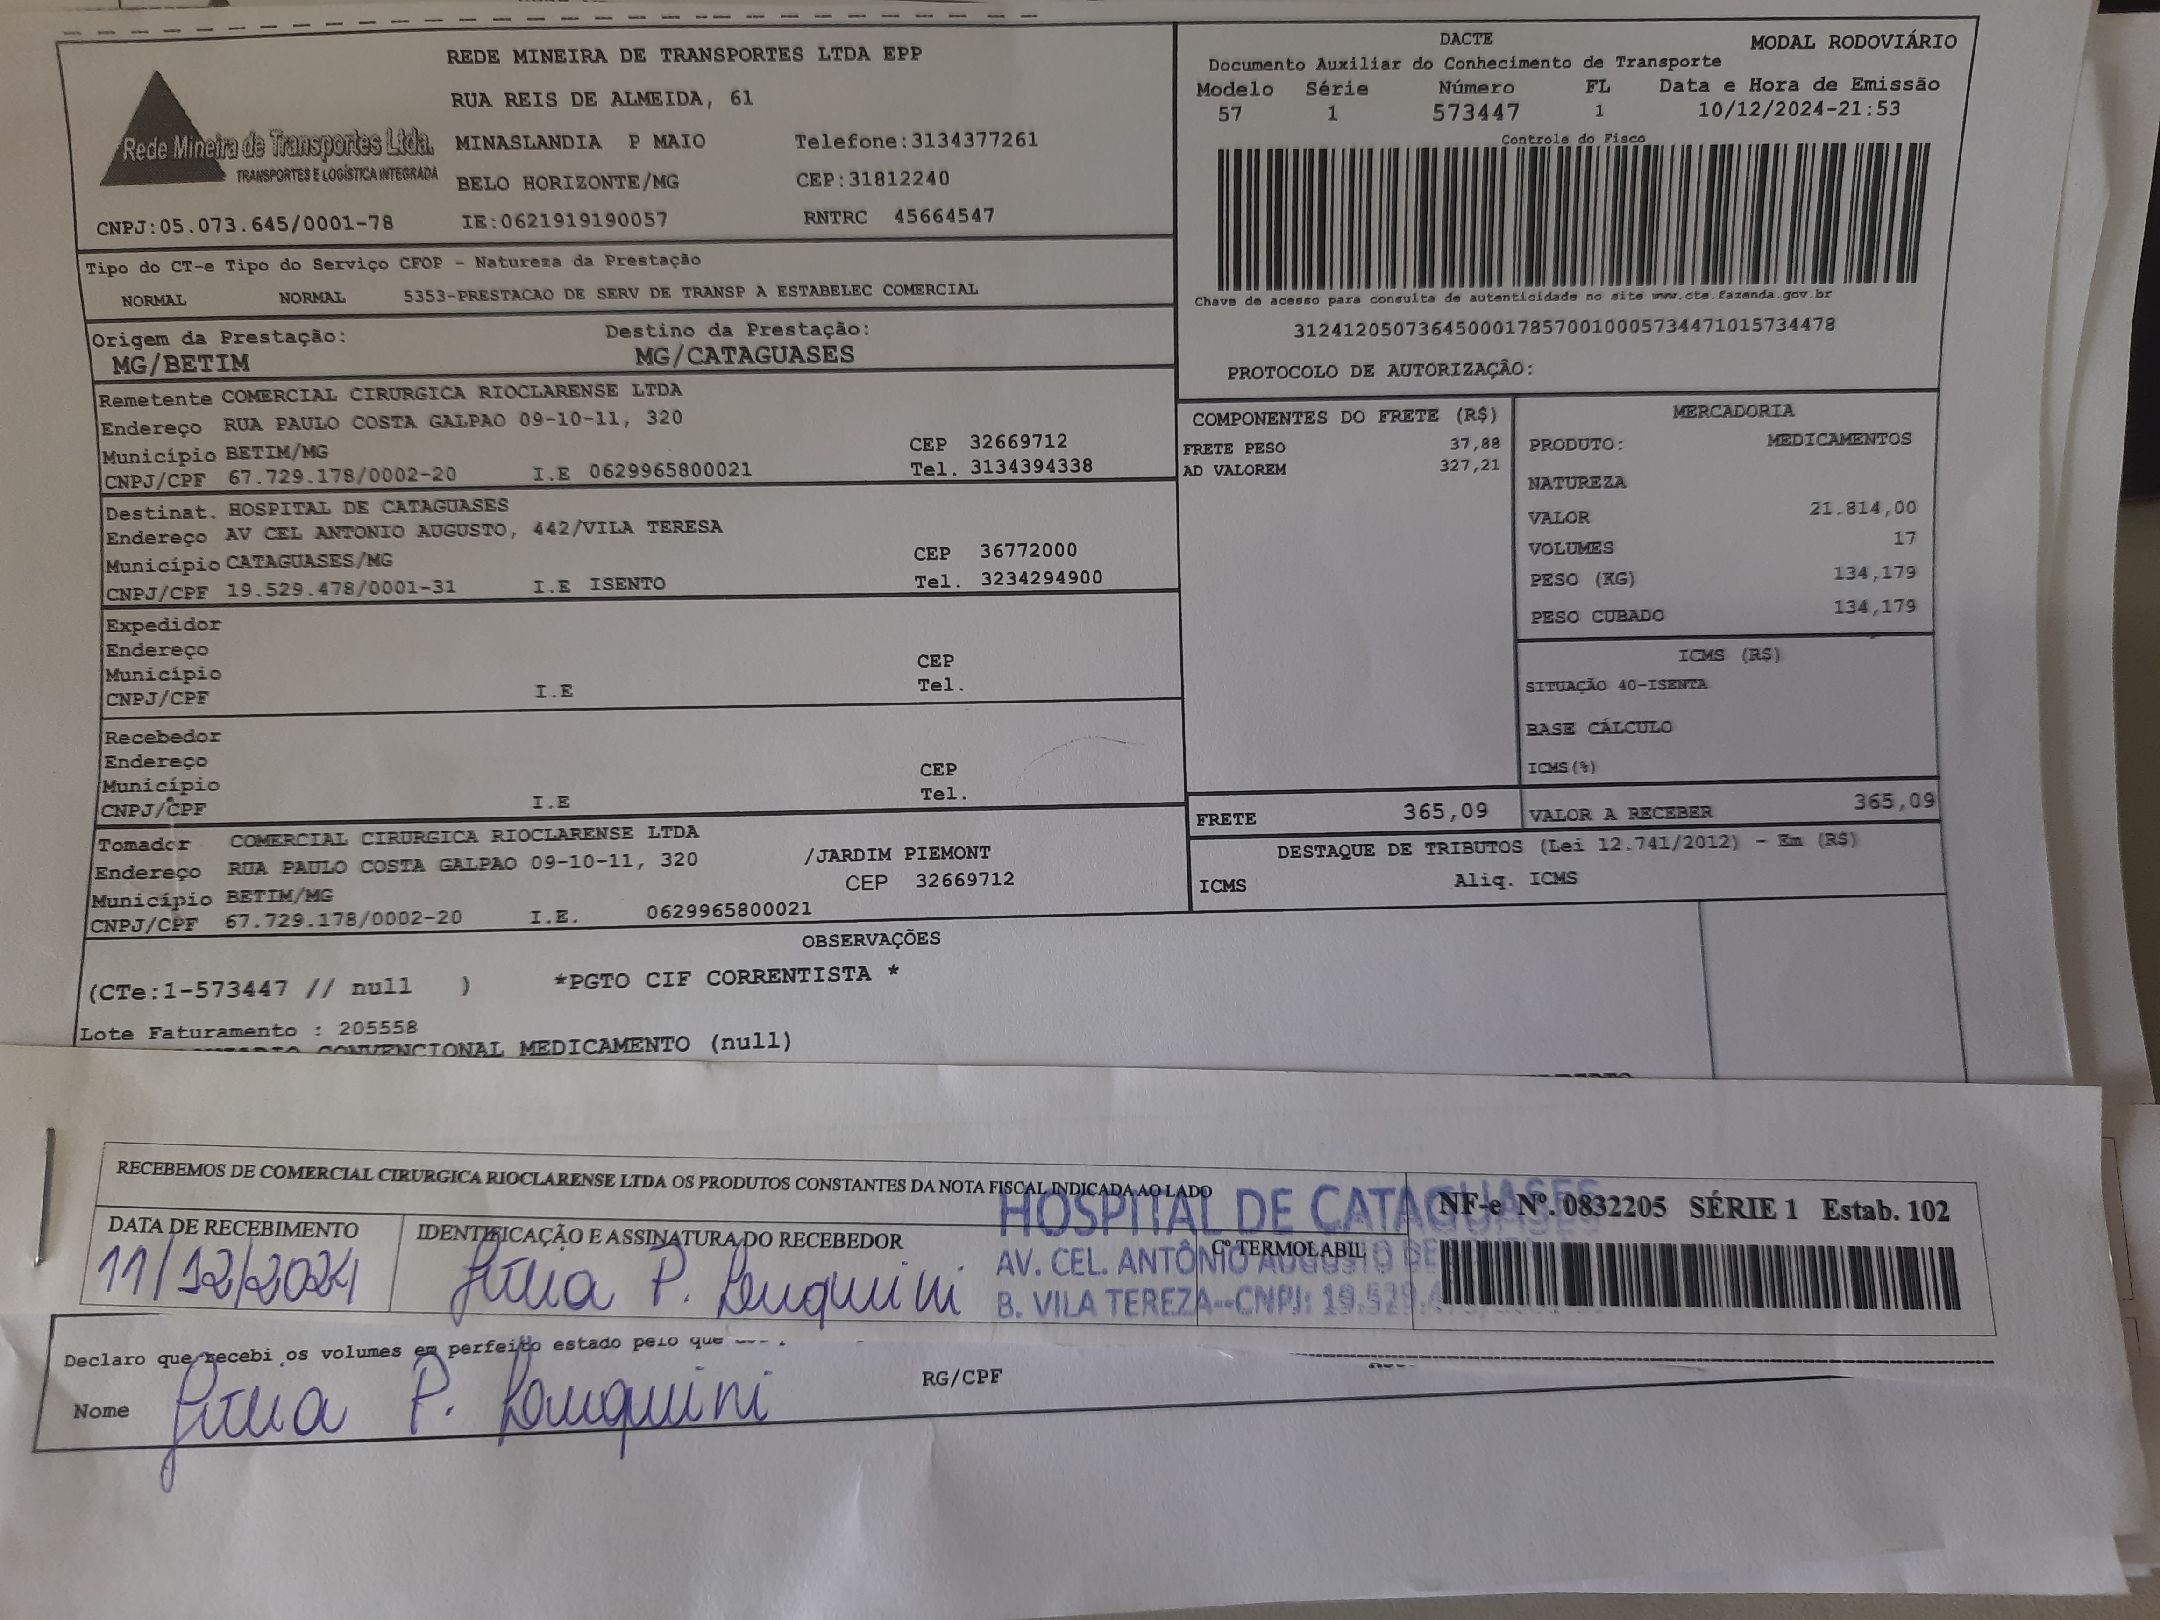 REDE MINEIRA DE TRANSPORTES LTDA EPP
RUA REIS DE ALMEIDA, 61
MINASLANDIA P MAIO Telefone:3134377261
BELO HORIZONTE/MG CEP:31812240
CNPJ:05.073.645/0001-78 IE:0621919190057 RNTRC 45664547
Rede Mineira de Transportes Ltda.
TRANSPORTES E LOGÍSTICA INTEGRADA
DACTE MODAL RODOVIÁRIO
Documento Auxiliar do Conhecimento de Transporte
Modelo Série Número FL Data e Hora de Emissão
57 1 573447 1 10/12/2024-21:53
Controle do Fisco
Chave de acesso para consulta de autenticidade no site www.cte.fazenda.gov.br
31241205073645000178570010005734471015734478
PROTOCOLO DE AUTORIZAÇÃO:
Tipo do CT-e Tipo do Serviço CFOP - Natureza da Prestação
NORMAL NORMAL 5353-PRESTACAO DE SERV DE TRANSP A ESTABELEC COMERCIAL
Origem da Prestação: Destino da Prestação:
MG/BETIM MG/CATAGUASES
Remetente COMERCIAL CIRURGICA RIOCLARENSE LTDA
Endereço RUA PAULO COSTA GALPAO 09-10-11, 320
Município BETIM/MG CEP 32669712
CNPJ/CPF 67.729.178/0002-20 I.E 0629965800021 Tel. 3134394338
Destinat. HOSPITAL DE CATAGUASES
Endereço AV CEL ANTONIO AUGUSTO, 442/VILA TERESA
Município CATAGUASES/MG CEP 36772000
CNPJ/CPF 19.529.478/0001-31 I.E ISENTO Tel. 3234294900
Expedidor
Endereço
Município CEP
CNPJ/CPF I.E Tel.
Recebedor
Endereço
Município CEP
CNPJ/CPF I.E Tel.
Tomador COMERCIAL CIRURGICA RIOCLARENSE LTDA
Endereço RUA PAULO COSTA GALPAO 09-10-11, 320 /JARDIM PIEMONT
Município BETIM/MG CEP 32669712
CNPJ/CPF 67.729.178/0002-20 I.E. 0629965800021
COMPONENTES DO FRETE (R$)
FRETE PESO 37,88
AD VALOREM 327,21
MERCADORIA
PRODUTO: MEDICAMENTOS
NATUREZA
VALOR 21.814,00
VOLUMES 17
PESO (KG) 134,179
PESO CUBADO 134,179
ICMS (R$)
SITUAÇÃO 40-ISENTA
BASE CÁLCULO
ICMS(%)
FRETE 365,09 VALOR A RECEBER 365,09
DESTAQUE DE TRIBUTOS (Lei 12.741/2012) - Em (R$)
ICMS Aliq. ICMS
OBSERVAÇÕES
(CTe:1-573447 // null ) *PGTO CIF CORRENTISTA *
Lote Faturamento : 205558
CONVENCIONAL MEDICAMENTO (null)
RECEBEMOS DE COMERCIAL CIRURGICA RIOCLARENSE LTDA OS PRODUTOS CONSTANTES DA NOTA FISCAL INDICADA AO LADO
NF-e Nº. 0832205 SÉRIE 1 Estab. 102
DATA DE RECEBIMENTO IDENTIFICAÇÃO E ASSINATURA DO RECEBEDOR Cº TERMOLABIL
11/12/2024
HOSPITAL DE CATAGUASES
AV. CEL. ANTÔNIO AUGUSTO
B. VILA TEREZA--CNPJ: 19.529.
Declaro que recebi os volumes em perfeito estado pelo que
Nome RG/CPF